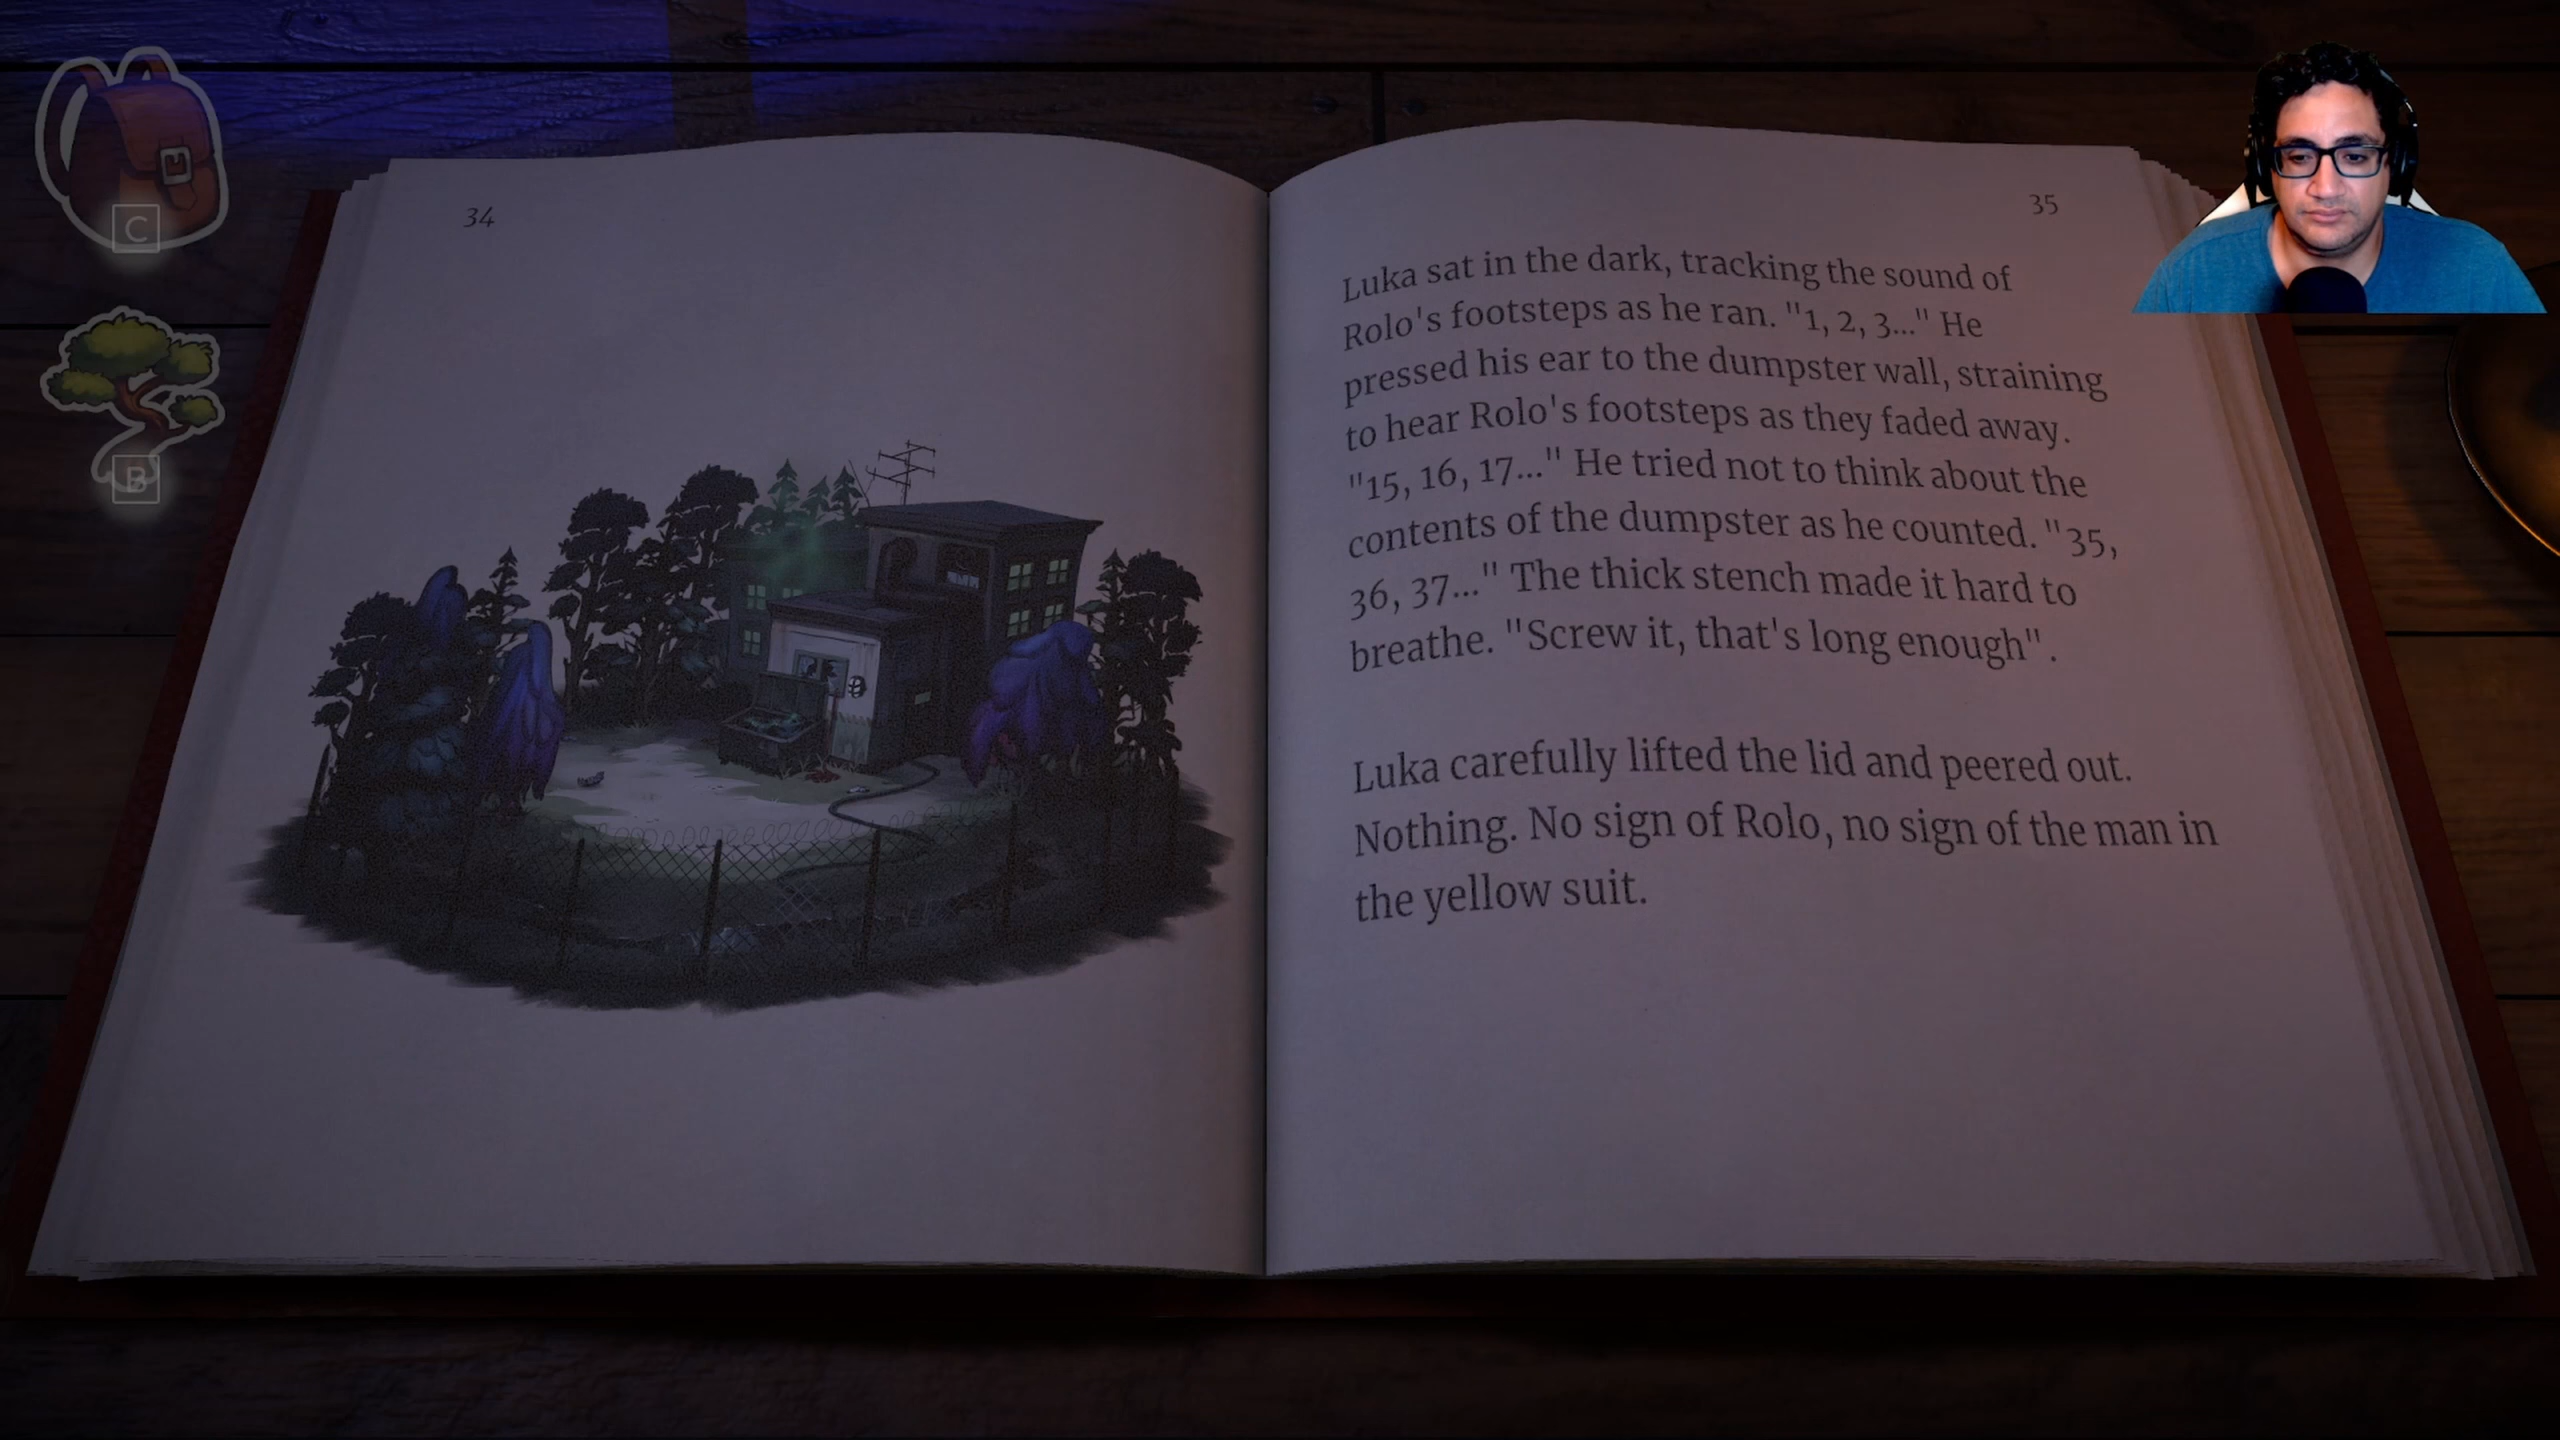 C
B
34
35
Luka sat in the dark, tracking the sound of
Rolo's footsteps as he ran. "1, 2, 3..." He
pressed his ear to the dumpster wall, straining
to hear Rolo's footsteps as they faded away.
"15, 16, 17..." He tried not to think about the
contents of the dumpster as he counted. "35,
36, 37..." The thick stench made it hard to
breathe. "Screw it, that's long enough".
Luka carefully lifted the lid and peered out.
Nothing. No sign of Rolo, no sign of the man in
the yellow suit.